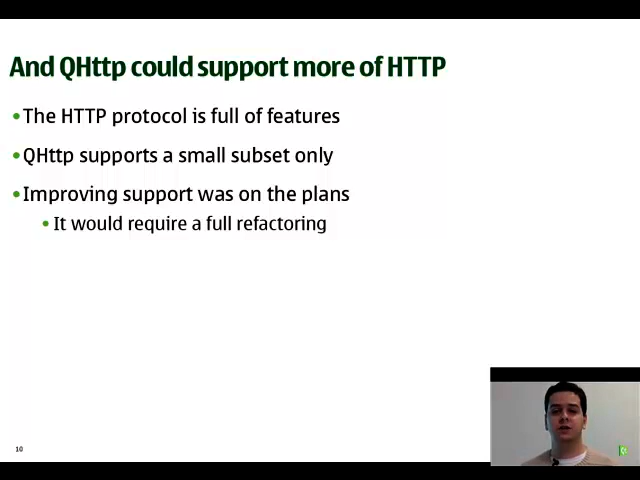 And QHttp could support more of HTTP
•The HTTP protocol is full of features
•QHttp supports a small subset only
•Improving support was on the plans
•It would require a full refactoring
10